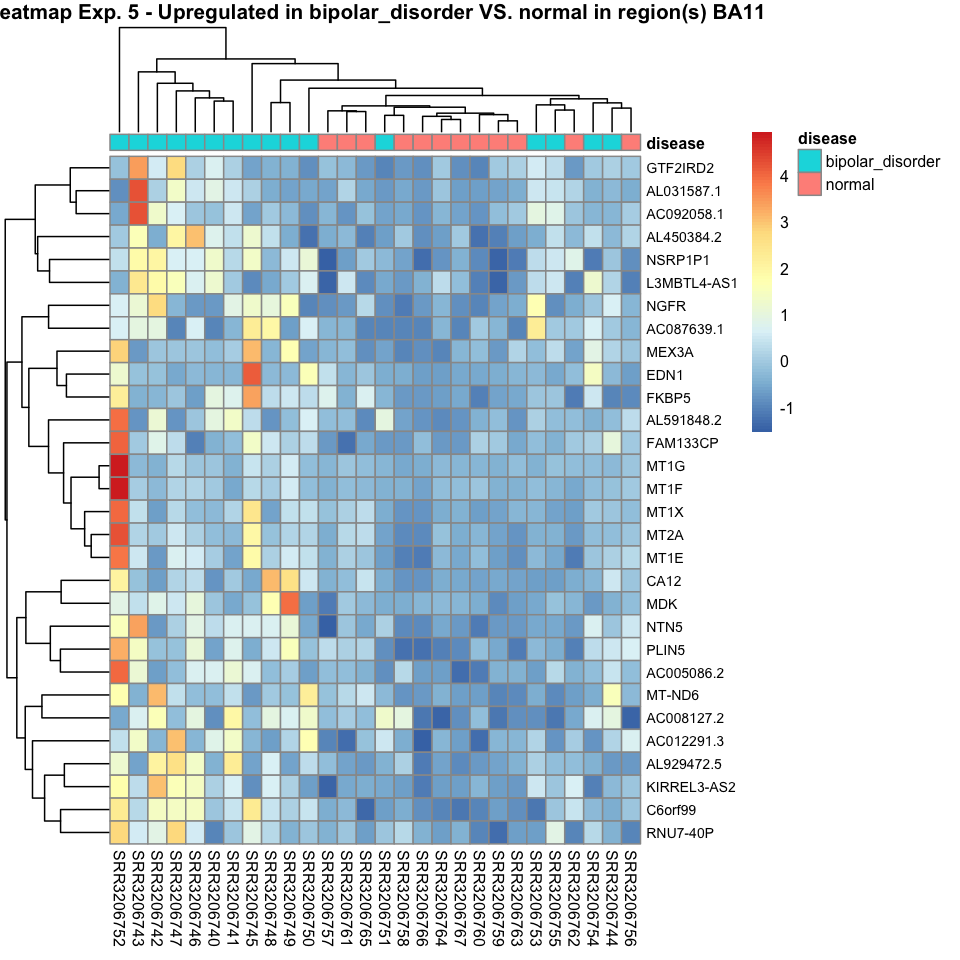 eatmap Exp. 5 - Upregulated in bipolar_disorder VS. normal in region(s) BA11
disease
GTF2IRD2
AL031587.1
AC092058.1
AL450384.2
NSRP1P1
L3MBTL4-AS1
NGFR
AC087639.1
MEX3A
EDN1
FKBP5
AL591848.2
FAM133CP
MT1G
MT1F
MT1X
MT2A
MT1E
CA12
MDK
NTN5
PLIN5
AC005086.2
MT-ND6
AC008127.2
AC012291.3
AL929472.5
KIRREL3-AS2
C6orf99
RNU7-40P
SRR3206752
SRR3206743
SRR3206742
SRR3206747
SRR3206746
SRR3206740
SRR3206741
SRR3206745
SRR3206748
SRR3206749
SRR3206750
SRR3206757
SRR3206761
SRR3206765
SRR3206751
SRR3206758
SRR3206766
SRR3206764
SRR3206767
SRR3206760
SRR3206759
SRR3206763
SRR3206753
SRR3206755
SRR3206762
SRR3206754
SRR3206744
SRR3206756
4
3
2
1
0
-1
disease
bipolar_disorder
normal